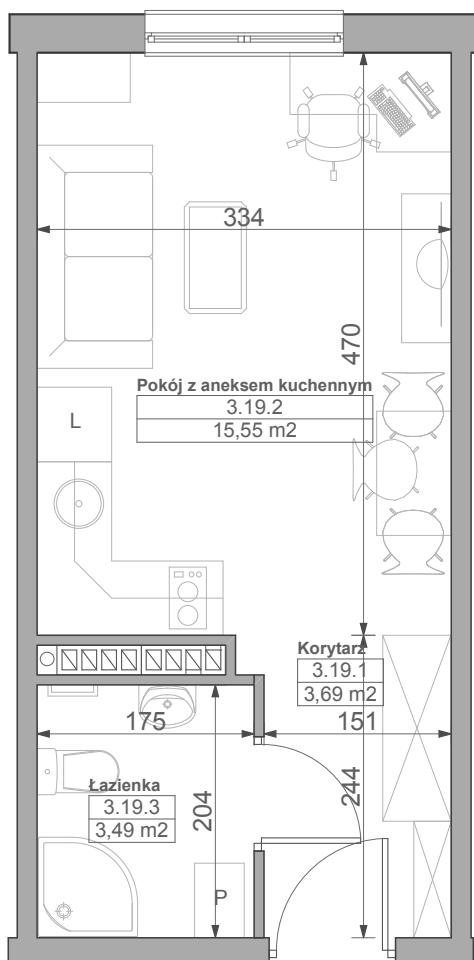 334
470
Pokój z aneksem kuchennym
3.19.2
15,55 m2
L
Korytarz
3.19.1
3,69 m2
175
151
Łazienka
3.19.3
3,49 m2
204
244
P